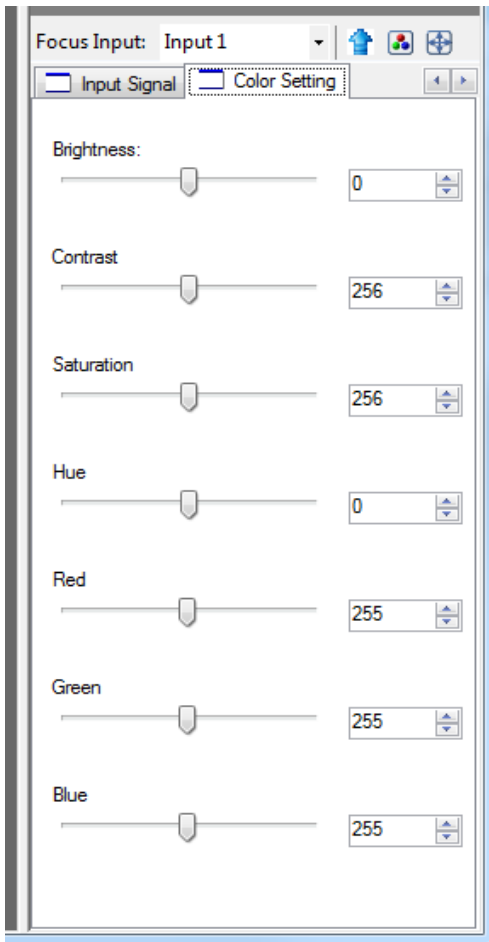 Focus Input: Input 1
Input Signal Color Setting
Brightness:
0
Contrast
256
Saturation
256
Hue
0
Red
255
Green
255
Blue
255